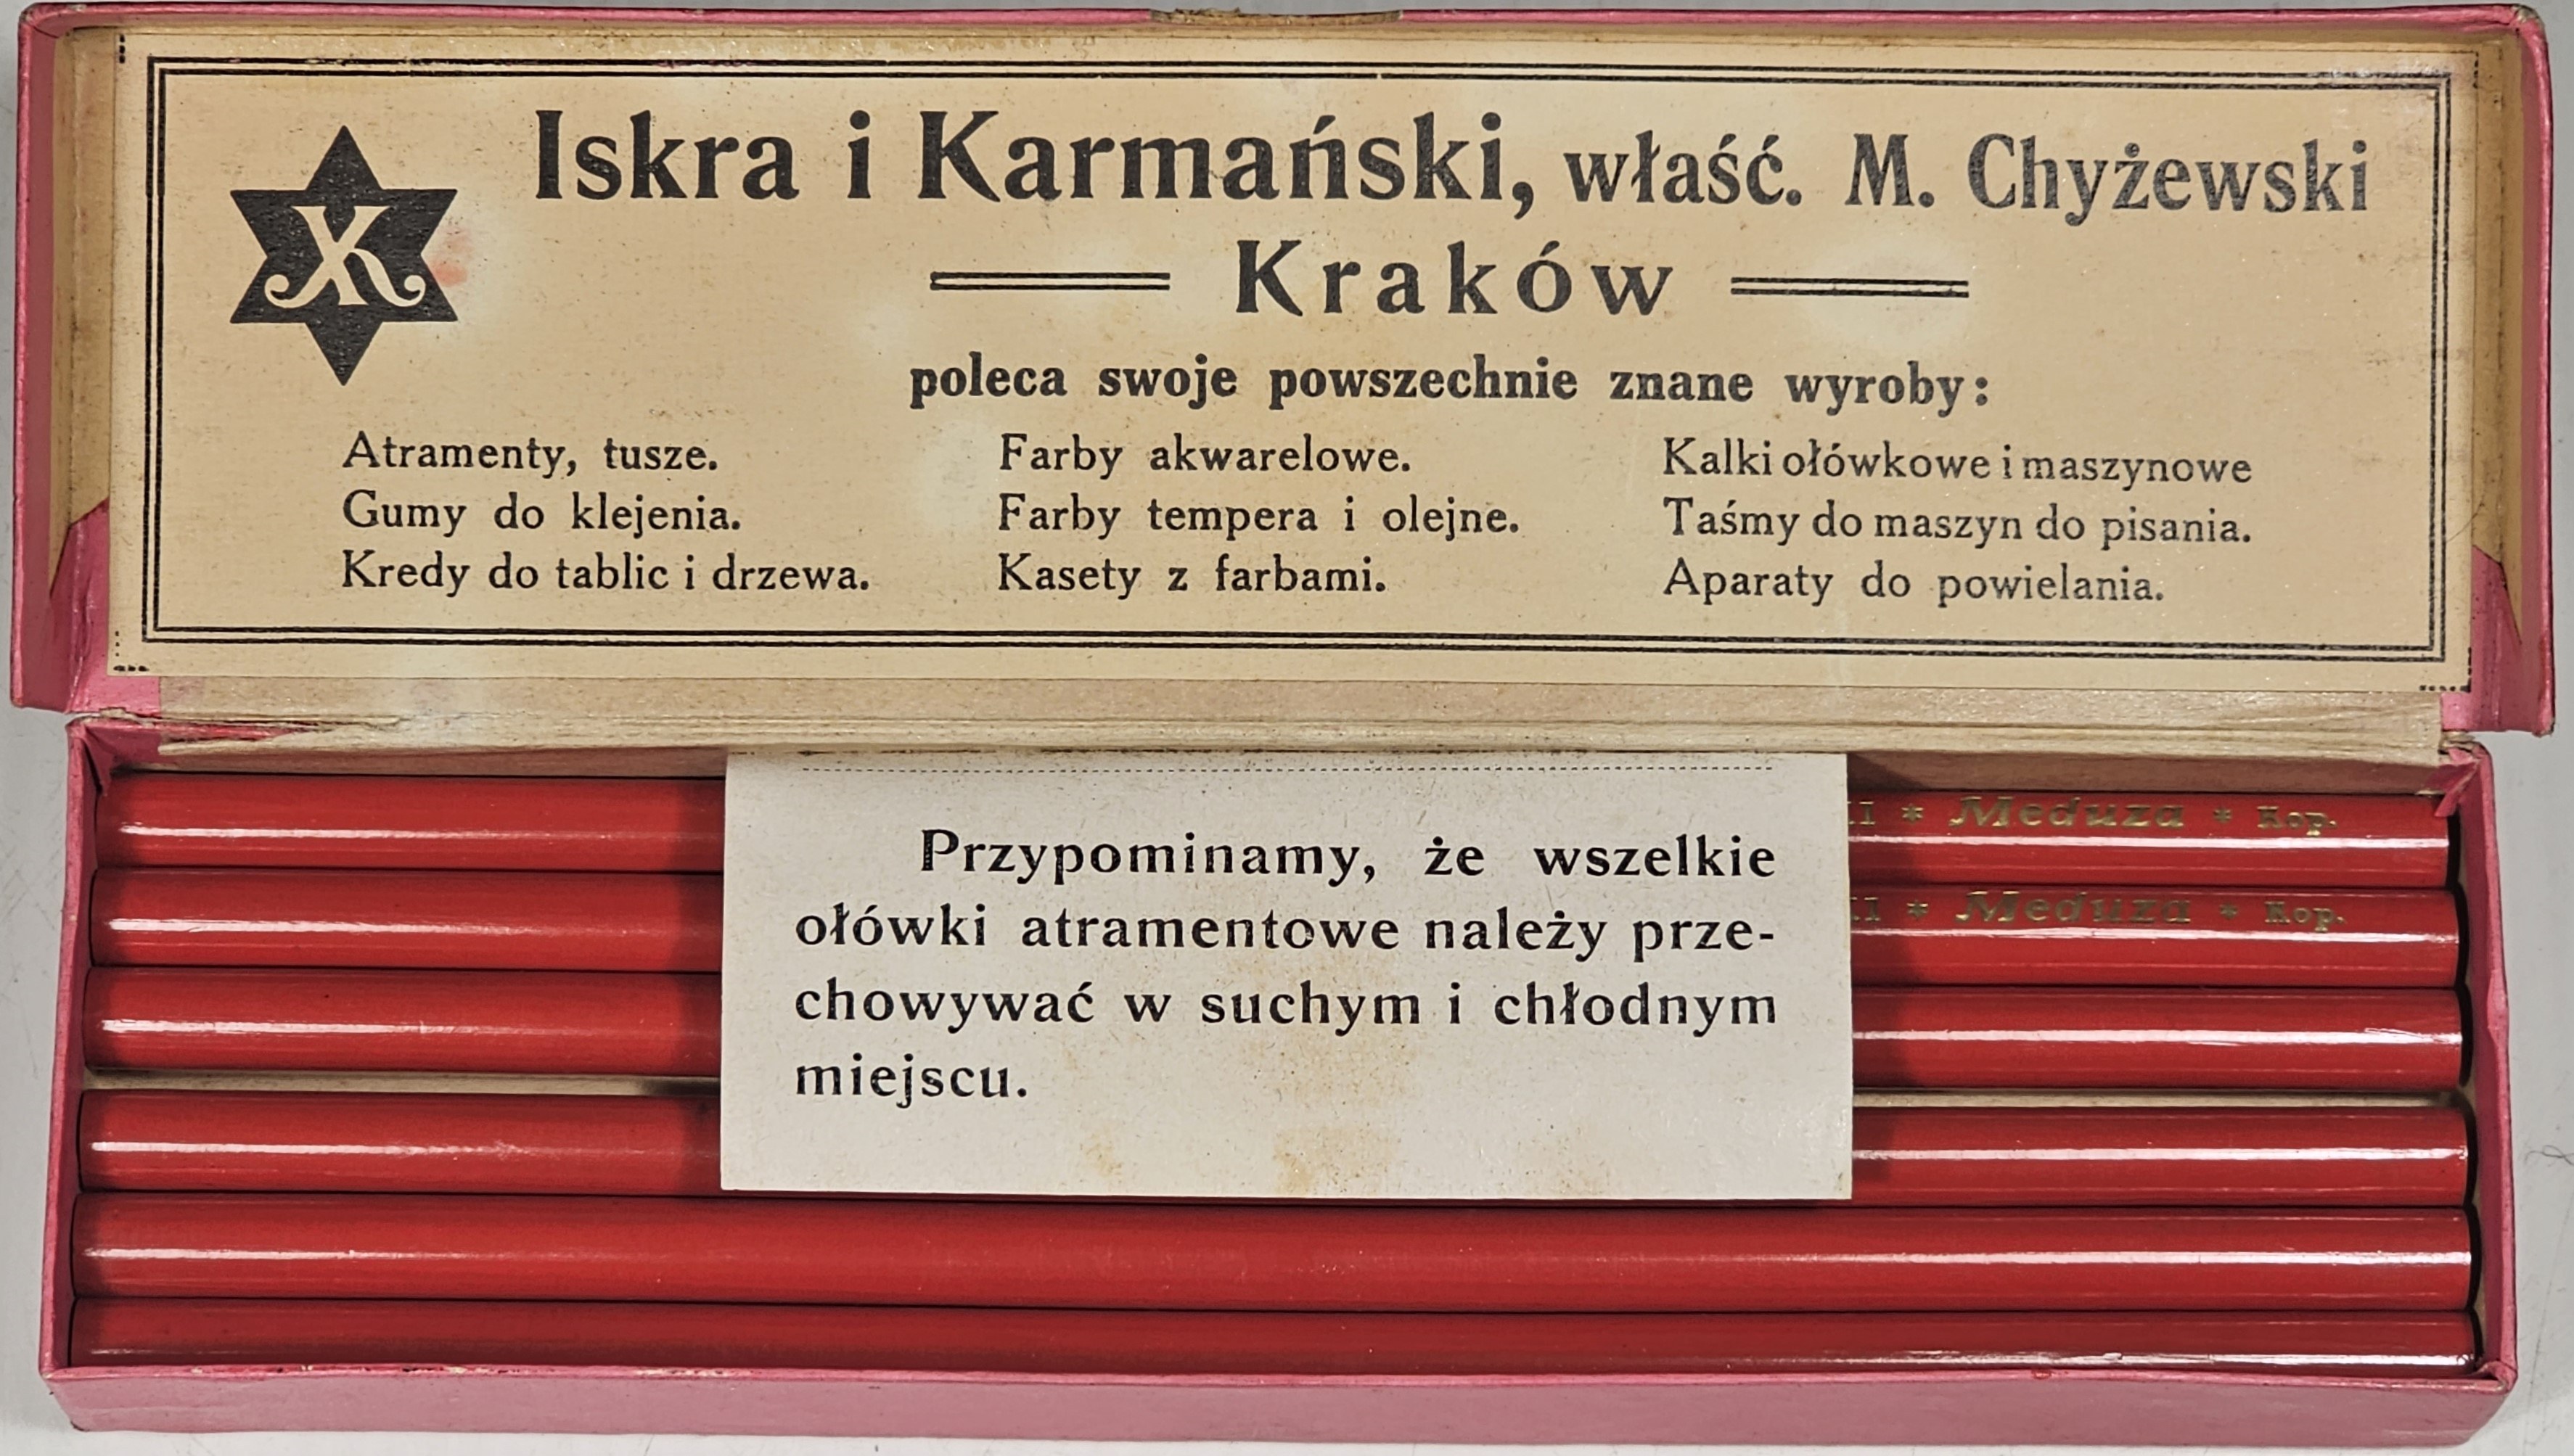 Iskra i Karmański, właść. M. Chyżewski
Kraków
poleca swoje powszechnie znane wyroby:
Atramenty, tusze.
Gumy do klejenia.
Kredy do tablic i drzewa.
Farby akwarelowe.
Farby tempera i olejne.
Kasety z farbami.
Kalki ołówkowe i maszynowe
Taśmy do maszyn do pisania.
Aparaty do powielania.
Przypominamy, że wszelkie
ołówki atramentowe należy prze-
chowywać w suchym i chłodnym
miejscu.
* Meduza * Kop.
* Meduza * Kop.